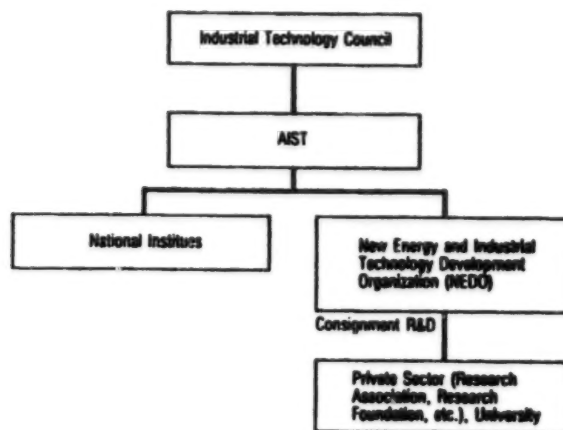 Industrial Technology Council
AIST
National Institues
New Energy and Industrial
Technology Development
Organization (NEDO)
Consignment R&D
Private Sector (Research
Association, Research
Foundation, etc.), University